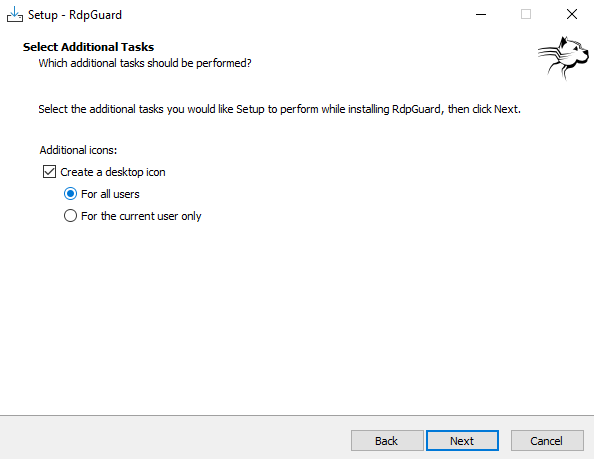 Setup - RdpGuard
Select Additional Tasks
Which additional tasks should be performed?
Select the additional tasks you would like Setup to perform while installing RdpGuard, then click Next.
Additional icons:
Create a desktop icon
For all users
For the current user only
Back Next Cancel